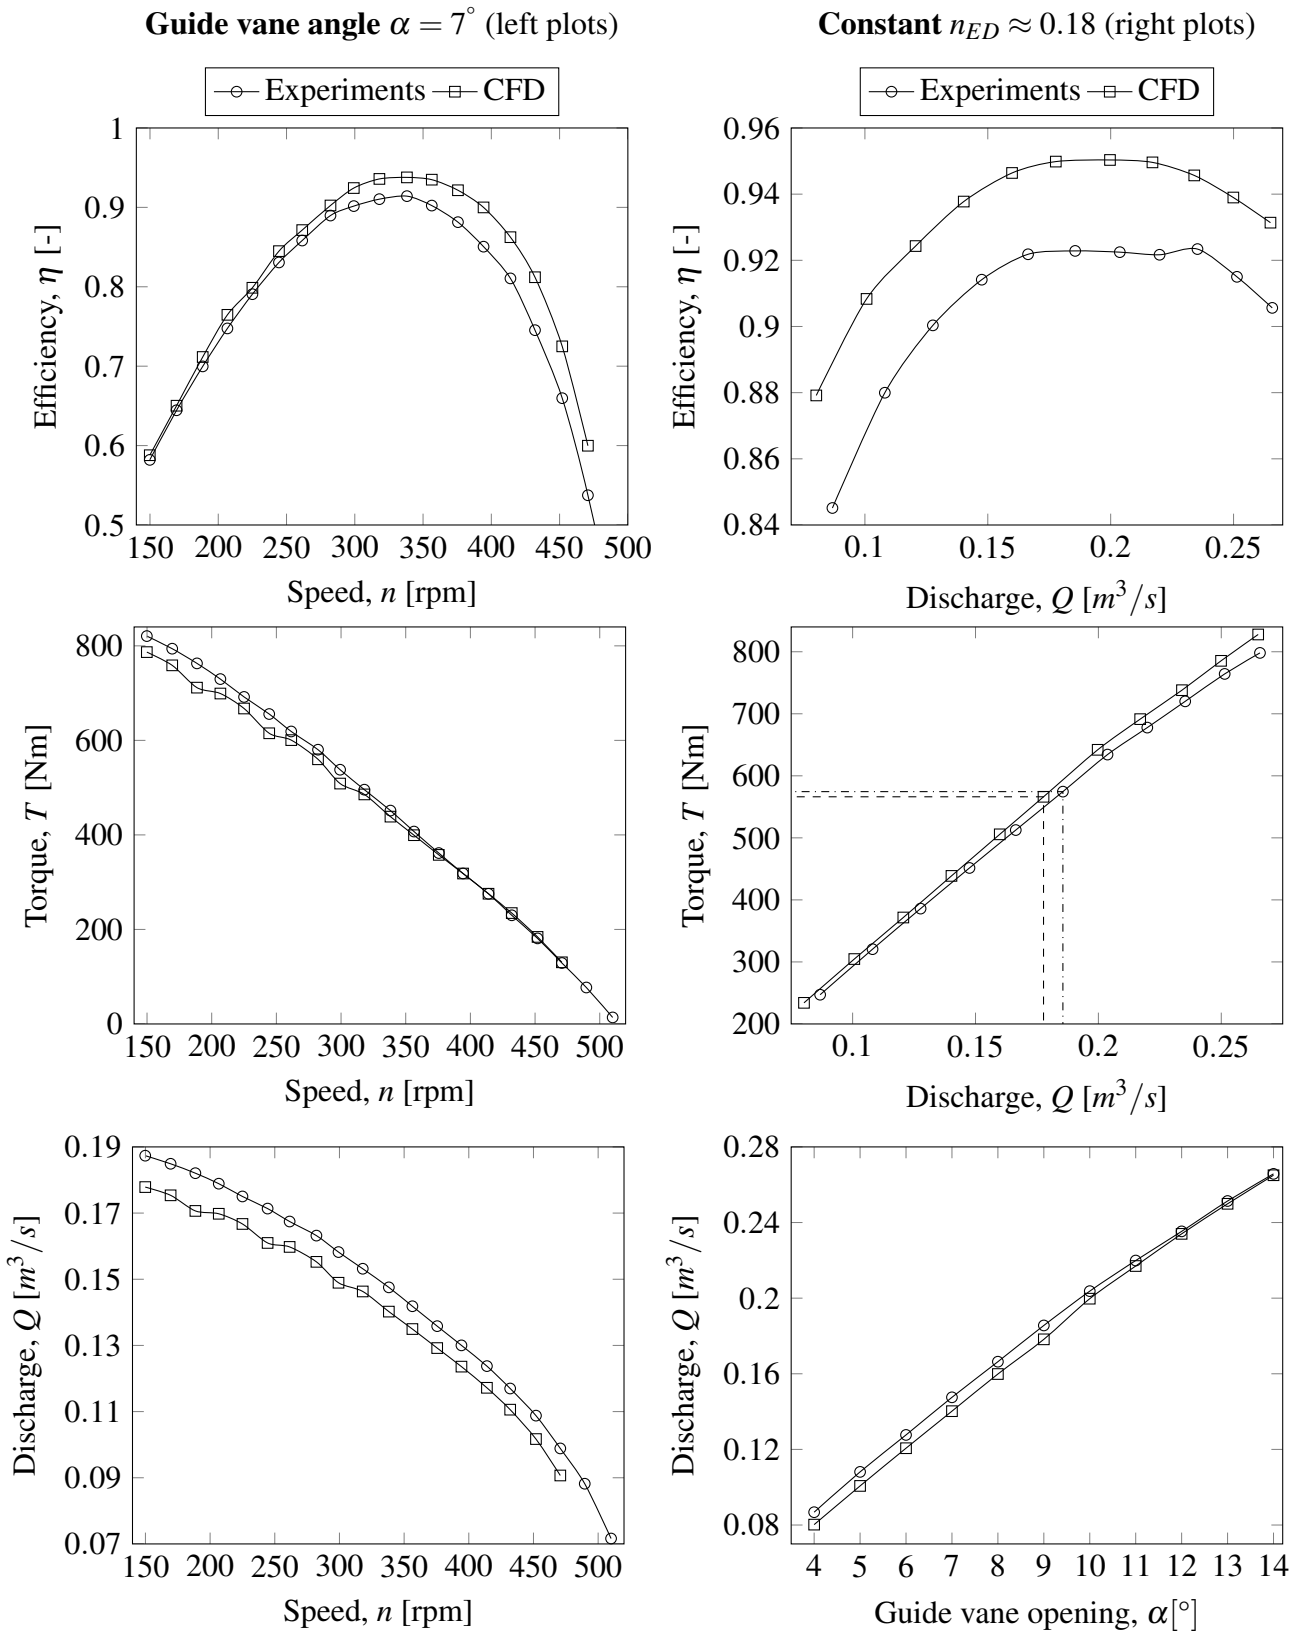 Guide vane angle α = 7° (left plots)
Constant n_ED ≈ 0.18 (right plots)
Experiments CFD
Experiments CFD
1
0.9
0.8
0.7
0.6
0.5
Efficiency, η [-]
150 200 250 300 350 400 450 500
Speed, n [rpm]
0.96
0.94
0.92
0.9
0.88
0.86
0.84
Efficiency, η [-]
0.1 0.15 0.2 0.25
Discharge, Q [m³/s]
800
600
400
200
0
Torque, T [Nm]
150 200 250 300 350 400 450 500
Speed, n [rpm]
800
700
600
500
400
300
200
Torque, T [Nm]
0.1 0.15 0.2 0.25
Discharge, Q [m³/s]
0.19
0.17
0.15
0.13
0.11
0.09
0.07
Discharge, Q [m³/s]
150 200 250 300 350 400 450 500
Speed, n [rpm]
0.28
0.24
0.2
0.16
0.12
0.08
Discharge, Q [m³/s]
4 5 6 7 8 9 10 11 12 13 14
Guide vane opening, α[°]